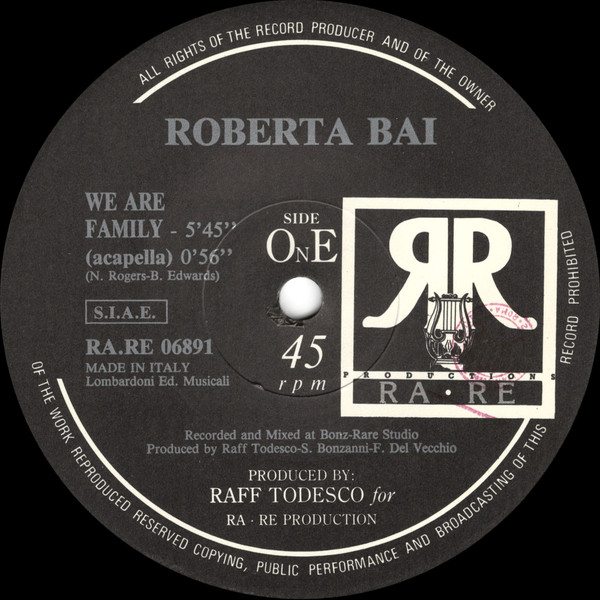 ALL RIGHTS OF THE RECORD PRODUCER AND OF THE OWNER
OF THE WORK REPRODUCED RESERVED COPYING, PUBLIC PERFORMANCE AND BROADCASTING OF THIS
RECORD PROHIBITED
ROBERTA BAI
WE ARE
FAMILY - 5'45''
(acapella) 0'56''
(N. Rogers-B. Edwards)
S.I.A.E.
RA.RE 06891
MADE IN ITALY
Lombardoni Ed. Musicali
SIDE
ONE
45
rpm
RR
PRODUCTIONS
RA·RE
Recorded and Mixed at Bonz-Rare Studio
Produced by Raff Todesco-S. Bonzanni-F. Del Vecchio
PRODUCED BY:
RAFF TODESCO for
RA·RE PRODUCTION